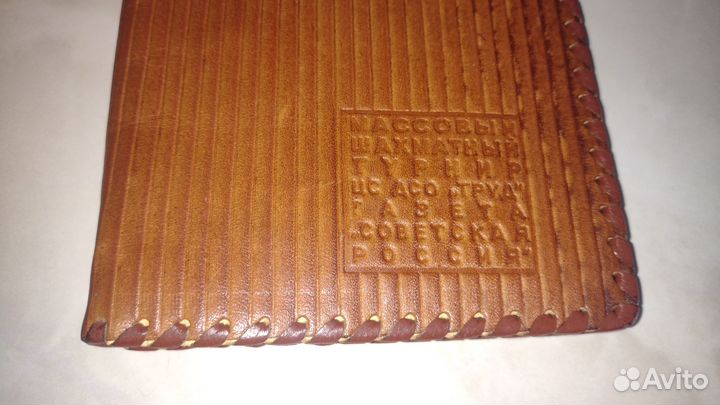 МАССОВЫЙ
ШАХМАТНЫЙ
ТУРНИР
ЦС ДСО „ТРУД"
ГАЗЕТА
„СОВЕТСКАЯ
РОССИЯ"
Avito